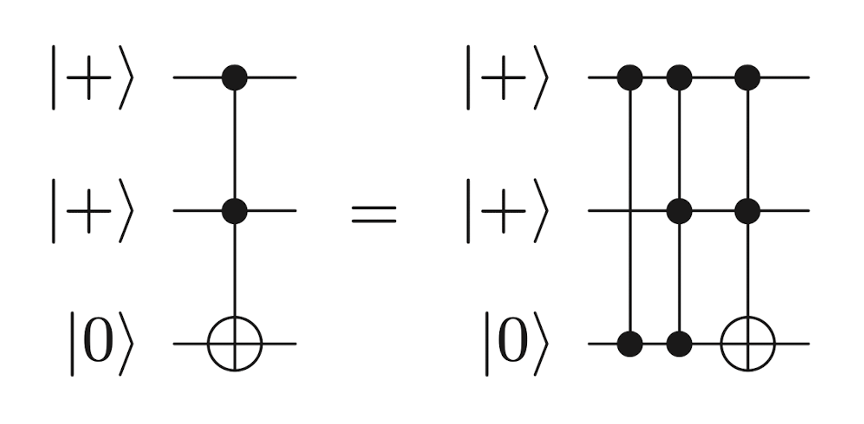 |+⟩ |+⟩
|+⟩ = |+⟩
|0⟩ |0⟩